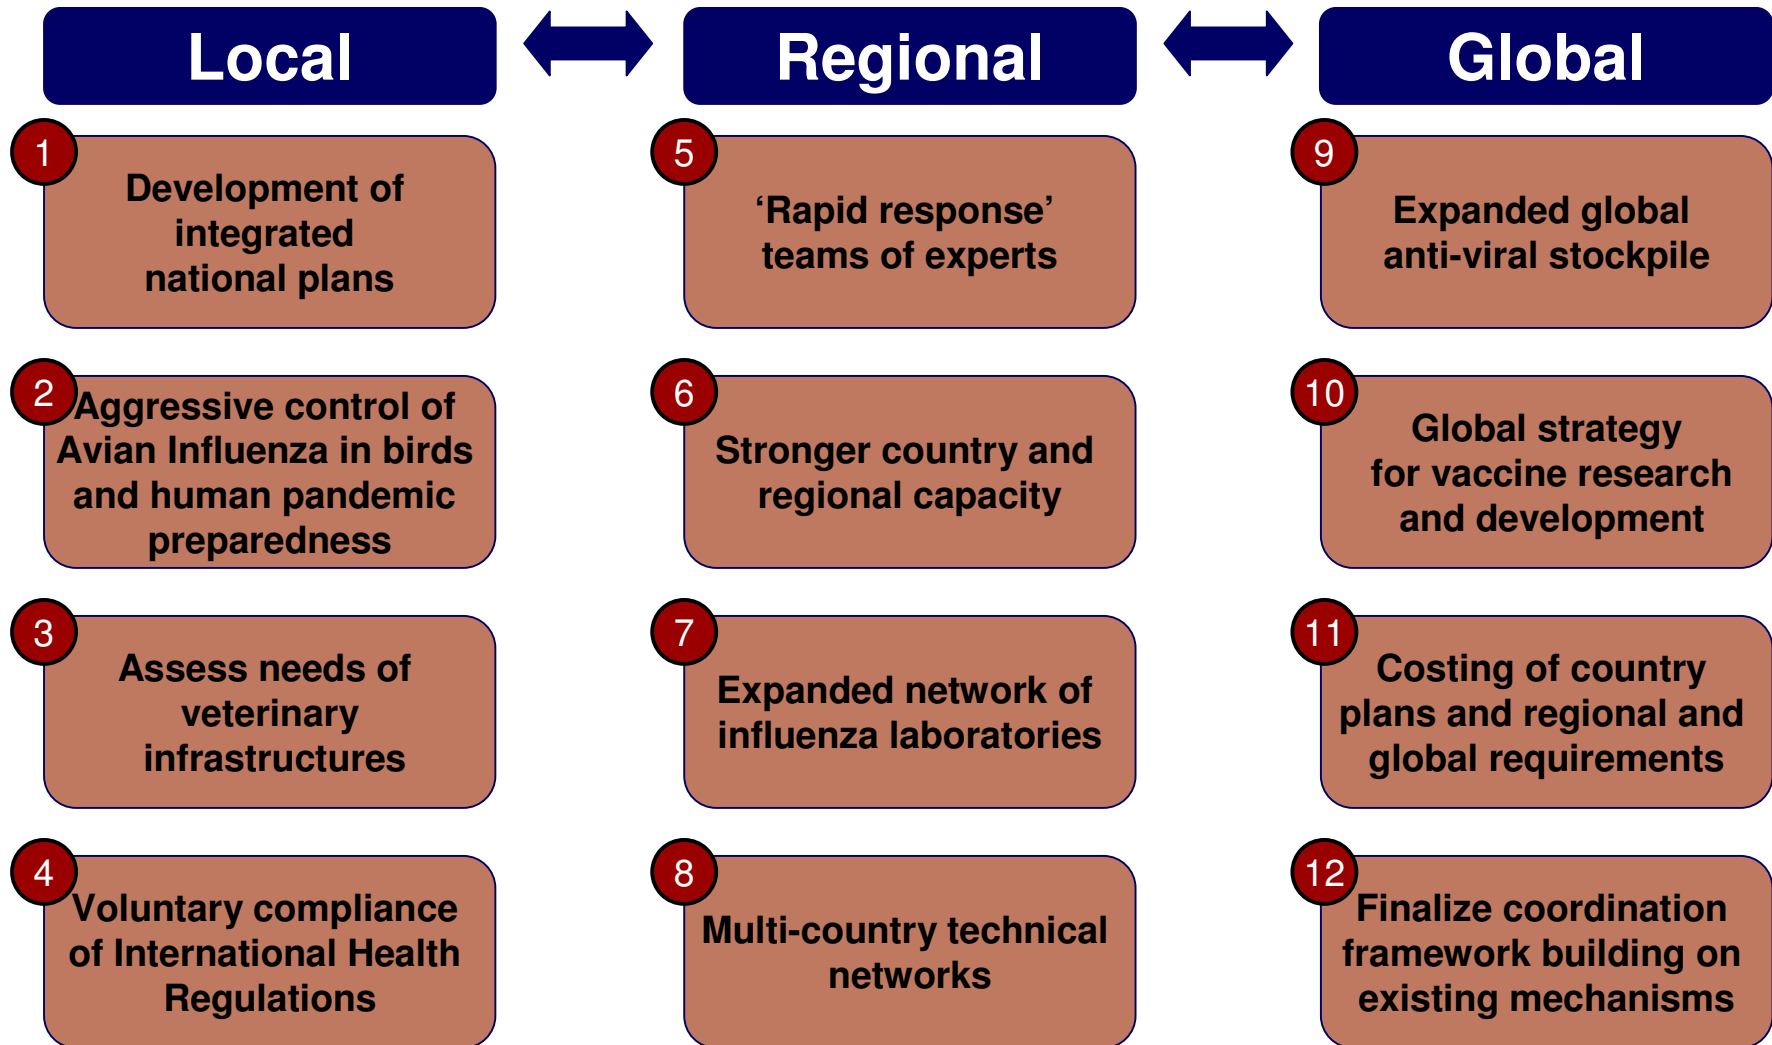 Local
Regional
Global
1
Development of
integrated
national plans
2
Aggressive control of
Avian Influenza in birds
and human pandemic
preparedness
3
Assess needs of
veterinary
infrastructures
4
Voluntary compliance
of International Health
Regulations
5
‘Rapid response’
teams of experts
6
Stronger country and
regional capacity
7
Expanded network of
influenza laboratories
8
Multi-country technical
networks
9
Expanded global
anti-viral stockpile
10
Global strategy
for vaccine research
and development
11
Costing of country
plans and regional and
global requirements
12
Finalize coordination
framework building on
existing mechanisms